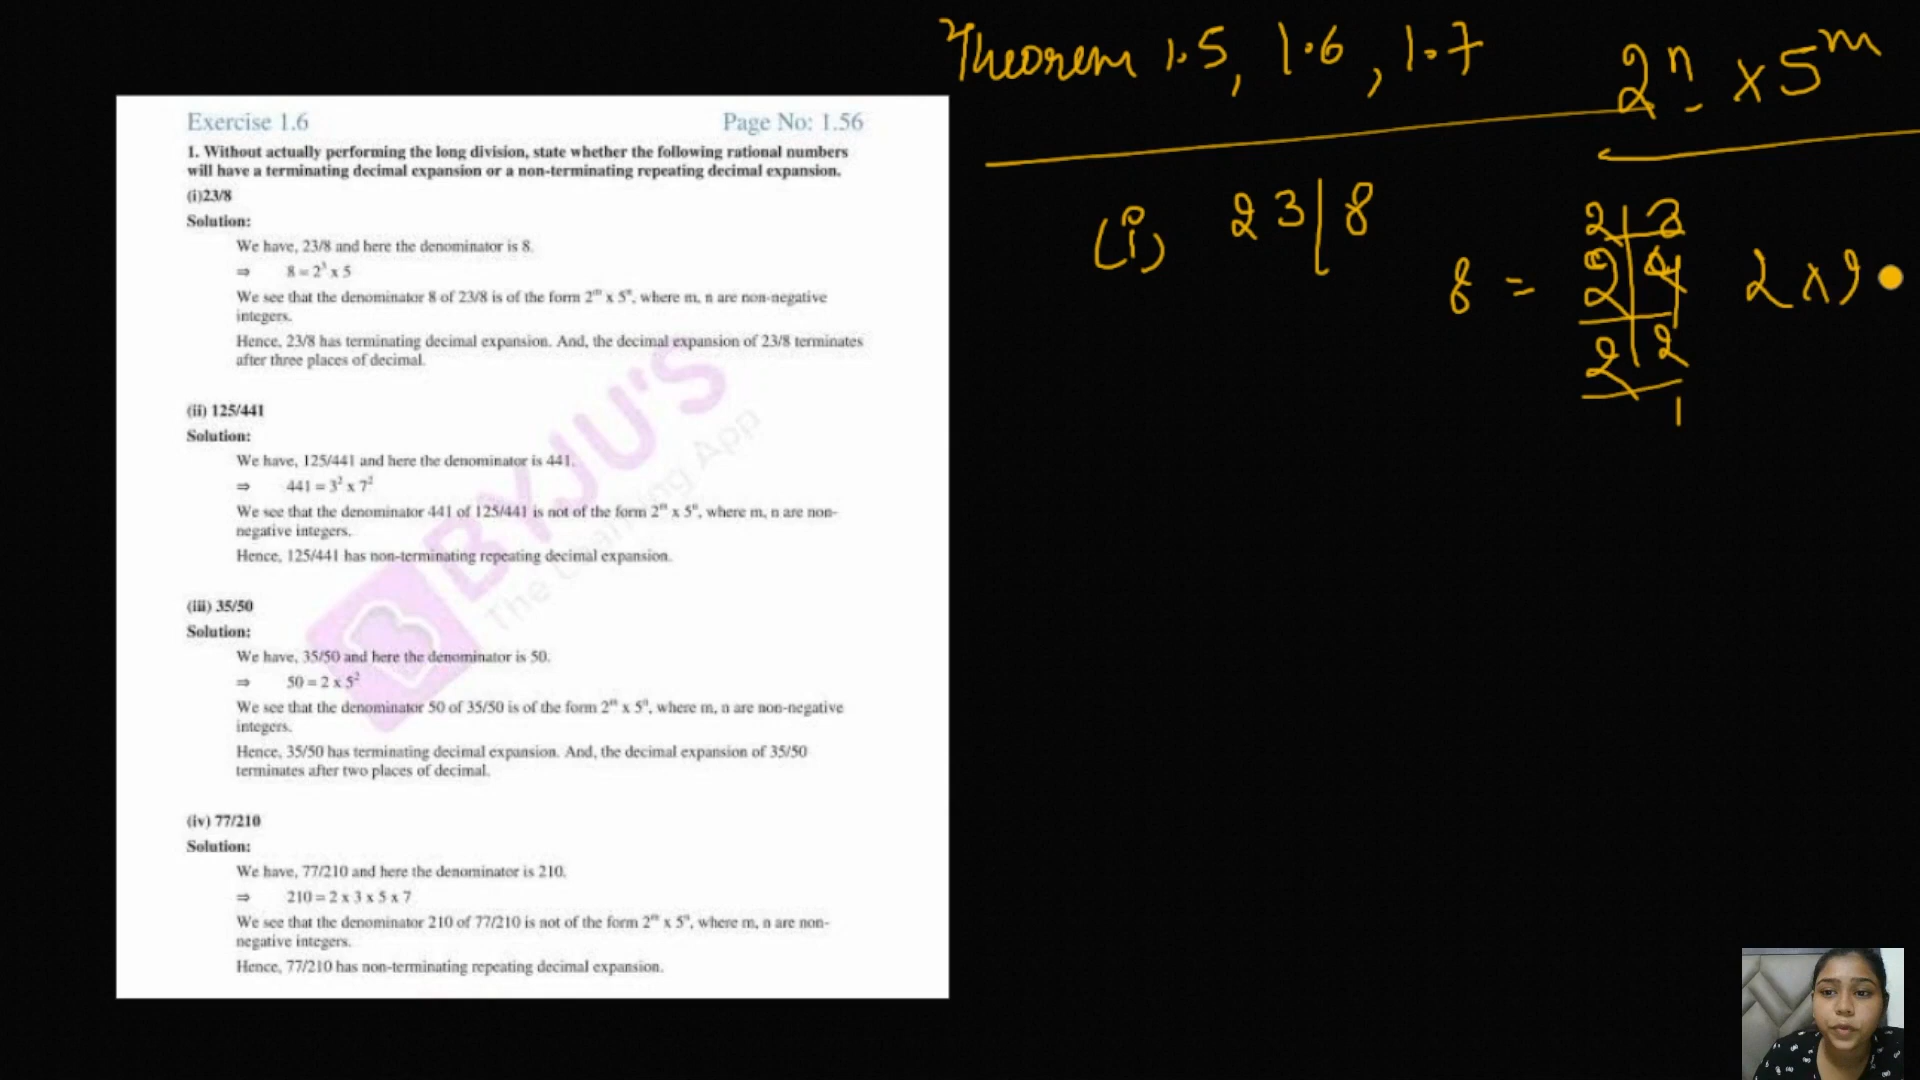 Exercise 1.6 Page No: 1.56
1. Without actually performing the long division, state whether the following rational numbers
will have a terminating decimal expansion or a non-terminating repeating decimal expansion.
(i)23/8
Solution:
We have, 23/8 and here the denominator is 8.
⇒ 8 = 2³ x 5
We see that the denominator 8 of 23/8 is of the form 2ᵐ x 5ⁿ, where m, n are non-negative
integers.
Hence, 23/8 has terminating decimal expansion. And, the decimal expansion of 23/8 terminates
after three places of decimal.
(ii) 125/441
Solution:
We have, 125/441 and here the denominator is 441.
⇒ 441 = 3² x 7²
We see that the denominator 441 of 125/441 is not of the form 2ᵐ x 5ⁿ, where m, n are non-
negative integers.
Hence, 125/441 has non-terminating repeating decimal expansion.
(iii) 35/50
Solution:
We have, 35/50 and here the denominator is 50.
⇒ 50 = 2 x 5²
We see that the denominator 50 of 35/50 is of the form 2ᵐ x 5ⁿ, where m, n are non-negative
integers.
Hence, 35/50 has terminating decimal expansion. And, the decimal expansion of 35/50
terminates after two places of decimal.
(iv) 77/210
Solution:
We have, 77/210 and here the denominator is 210.
⇒ 210 = 2 x 3 x 5 x 7
We see that the denominator 210 of 77/210 is not of the form 2ᵐ x 5ⁿ, where m, n are non-
negative integers.
Hence, 77/210 has non-terminating repeating decimal expansion.
BYJU'S
The Learning App
Theorem 1.5, 1.6, 1.7
2ⁿ x 5ᵐ
(i) 23|8
8 =
2|
2|4
2|2
1
2 x